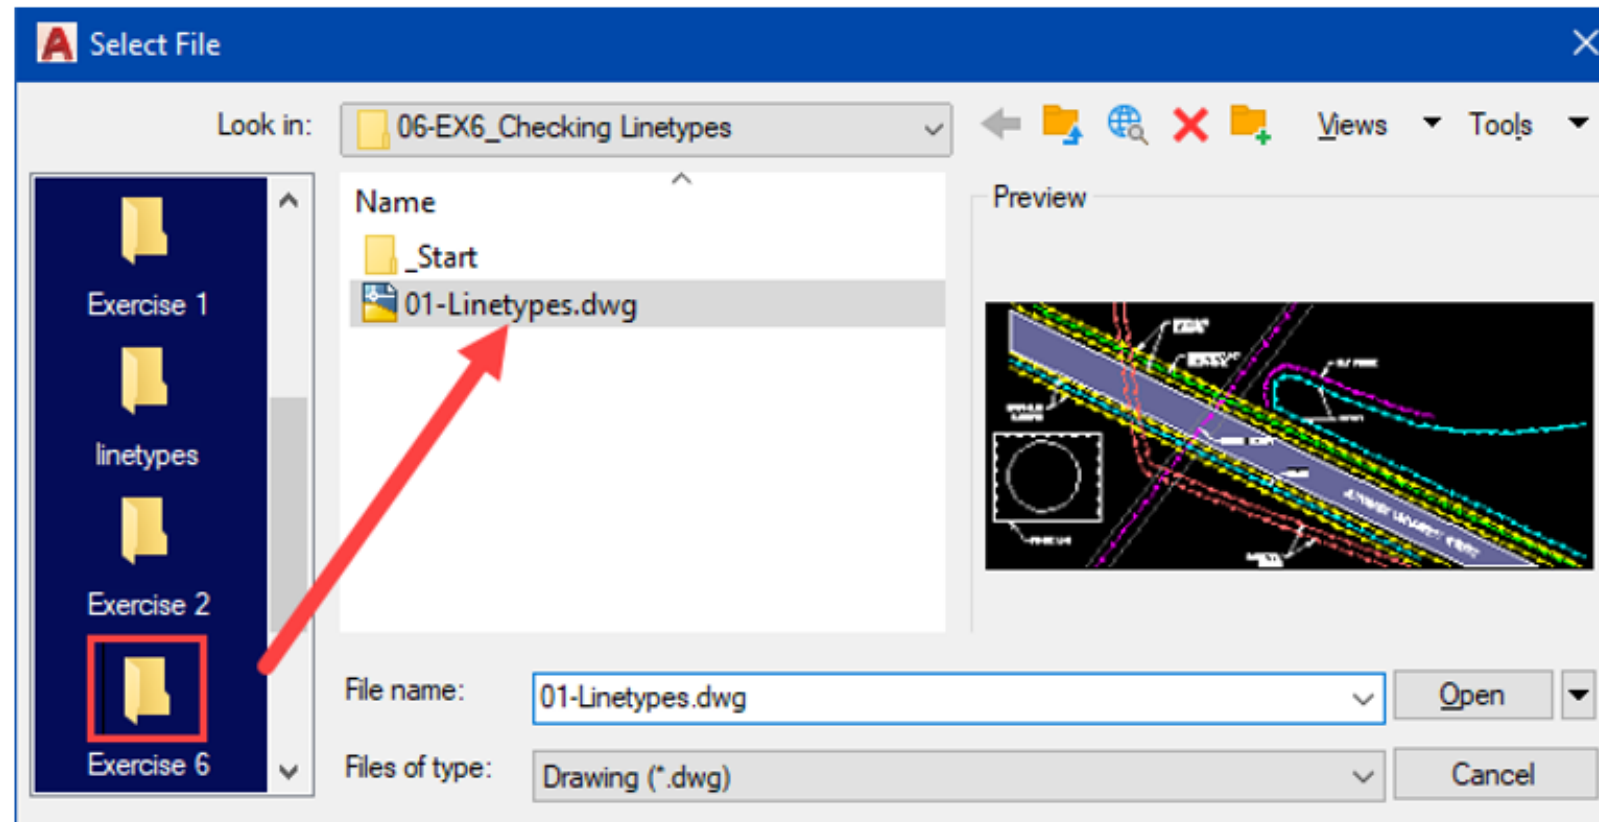 Select File
Look in:
06-EX6_Checking Linetypes
Views
Tools
Exercise 1
linetypes
Exercise 2
Exercise 6
Name
_Start
01-Linetypes.dwg
Preview
File name:
01-Linetypes.dwg
Open
Files of type:
Drawing (*.dwg)
Cancel